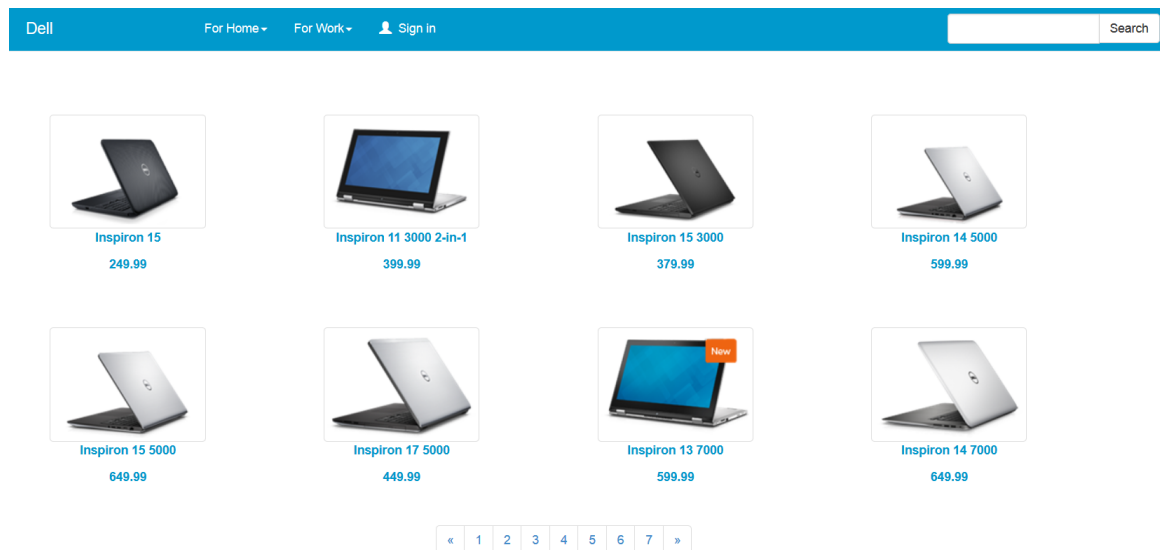 Dell For Home For Work Sign in Search
Inspiron 15 Inspiron 11 3000 2-in-1 Inspiron 15 3000 Inspiron 14 5000
249.99 399.99 379.99 599.99
New
Inspiron 15 5000 Inspiron 17 5000 Inspiron 13 7000 Inspiron 14 7000
649.99 449.99 599.99 649.99
« 1 2 3 4 5 6 7 »